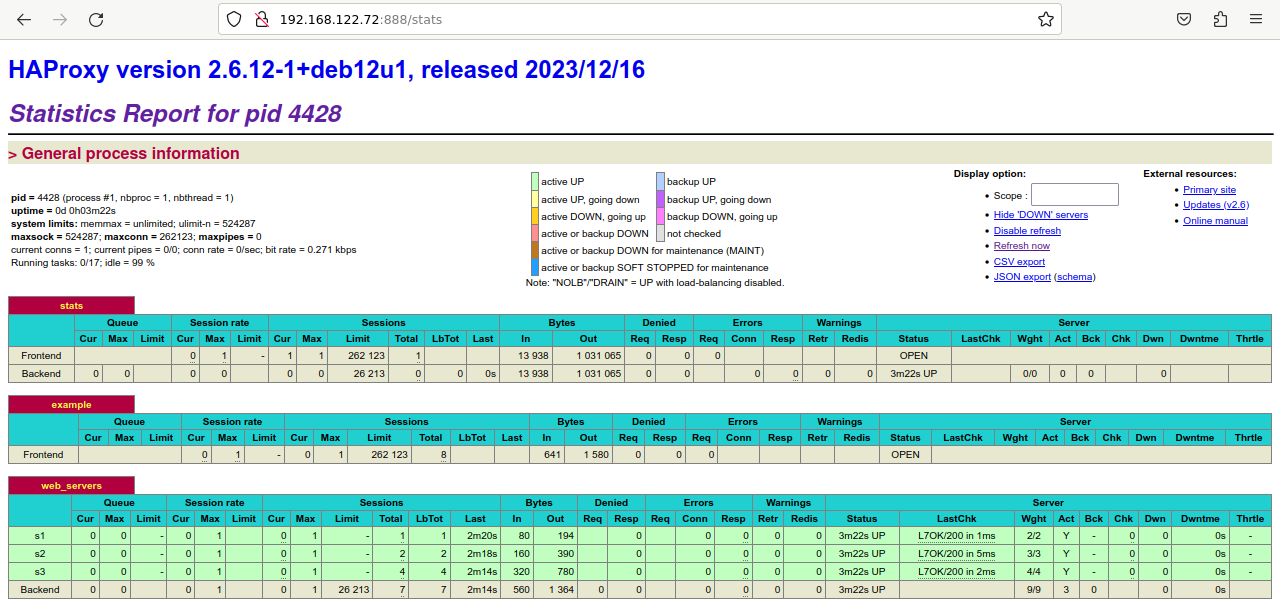 192.168.122.72:888/stats
HAProxy version 2.6.12-1+deb12u1, released 2023/12/16
Statistics Report for pid 4428
> General process information
pid = 4428 (process #1, nbproc = 1, nbthread = 1)
uptime = 0d 0h03m22s
system limits: memmax = unlimited; ulimit-n = 524287
maxsock = 524287; maxconn = 262123; maxpipes = 0
current conns = 1; current pipes = 0/0; conn rate = 0/sec; bit rate = 0.271 kbps
Running tasks: 0/17; idle = 99 %
active UP backup UP
active UP, going down backup UP, going down
active DOWN, going up backup DOWN, going up
active or backup DOWN not checked
active or backup DOWN for maintenance (MAINT)
active or backup SOFT STOPPED for maintenance
Note: "NOLB"/"DRAIN" = UP with load-balancing disabled.
Display option:
• Scope :
• Hide 'DOWN' servers
• Disable refresh
• Refresh now
• CSV export
• JSON export (schema)
External resources:
• Primary site
• Updates (v2.6)
• Online manual
stats
Queue Session rate Sessions Bytes Denied Errors Warnings Server
Cur Max Limit Cur Max Limit Cur Max Limit Total LbTot Last In Out Req Resp Req Conn Resp Retr Redis Status LastChk Wght Act Bck Chk Dwn Dwntme Thrtle
Frontend 0 1 - 1 1 262 123 1 13 938 1 031 065 0 0 0 OPEN
Backend 0 0 0 0 0 0 26 213 0 0 0s 13 938 1 031 065 0 0 0 0 0 0 3m22s UP 0/0 0 0 0
example
Queue Session rate Sessions Bytes Denied Errors Warnings Server
Cur Max Limit Cur Max Limit Cur Max Limit Total LbTot Last In Out Req Resp Req Conn Resp Retr Redis Status LastChk Wght Act Bck Chk Dwn Dwntme Thrtle
Frontend 0 1 - 0 1 262 123 8 641 1 580 0 0 0 OPEN
web_servers
Queue Session rate Sessions Bytes Denied Errors Warnings Server
Cur Max Limit Cur Max Limit Cur Max Limit Total LbTot Last In Out Req Resp Req Conn Resp Retr Redis Status LastChk Wght Act Bck Chk Dwn Dwntme Thrtle
s1 0 0 - 0 1 0 1 - 1 1 2m20s 80 194 0 0 0 0 0 3m22s UP L7OK/200 in 1ms 2/2 Y - 0 0 0s -
s2 0 0 - 0 1 0 1 - 2 2 2m18s 160 390 0 0 0 0 0 3m22s UP L7OK/200 in 5ms 3/3 Y - 0 0 0s -
s3 0 0 - 0 1 0 1 - 4 4 2m14s 320 780 0 0 0 0 0 3m22s UP L7OK/200 in 2ms 4/4 Y - 0 0 0s -
Backend 0 0 0 1 0 1 26 213 7 7 2m14s 560 1 364 0 0 0 0 0 0 3m22s UP 9/9 3 0 0 0s